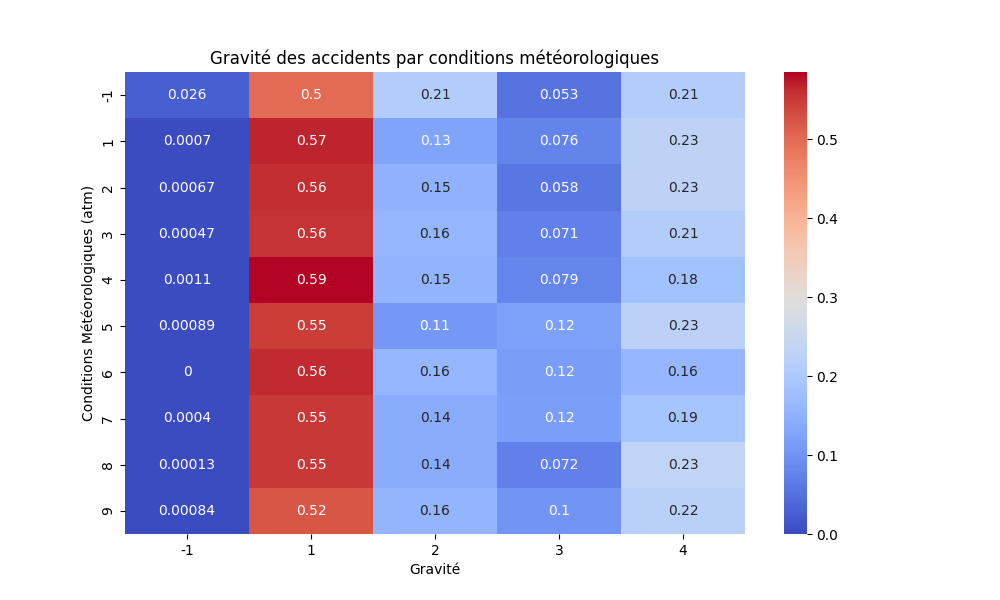 Gravité des accidents par conditions météorologiques
-1 0.026 0.5 0.21 0.053 0.21
1 0.0007 0.57 0.13 0.076 0.23
2 0.00067 0.56 0.15 0.058 0.23
3 0.00047 0.56 0.16 0.071 0.21
4 0.0011 0.59 0.15 0.079 0.18
5 0.00089 0.55 0.11 0.12 0.23
6 0 0.56 0.16 0.12 0.16
7 0.0004 0.55 0.14 0.12 0.19
8 0.00013 0.55 0.14 0.072 0.23
9 0.00084 0.52 0.16 0.1 0.22
-1 1 2 3 4
Gravité
Conditions Météorologiques (atm)
0.5
0.4
0.3
0.2
0.1
0.0